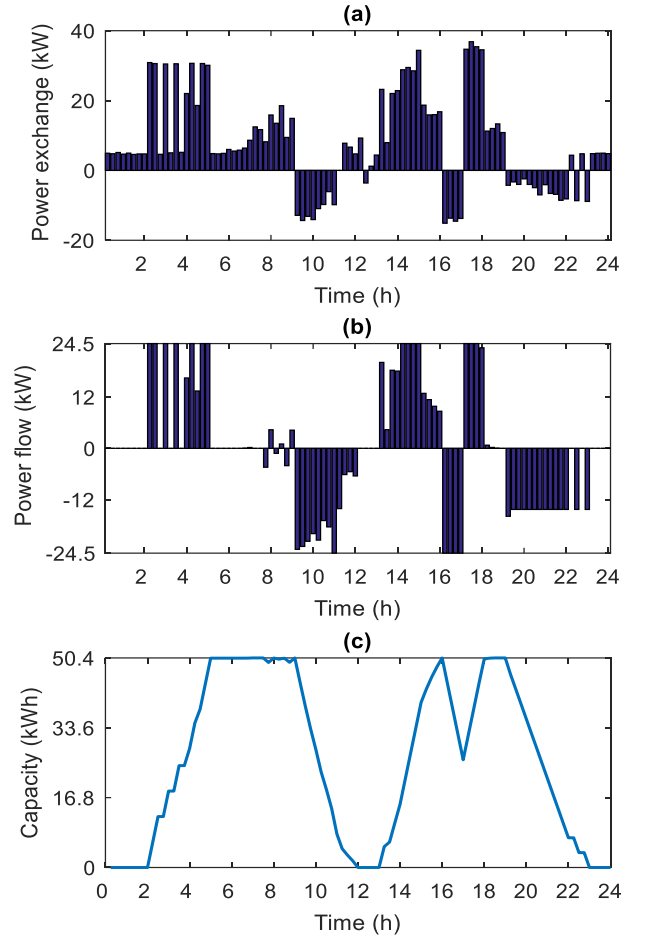 (a)
40
20
0
-20
Power exchange (kW)
2 4 6 8 10 12 14 16 18 20 22 24
Time (h)
(b)
24.5
12
0
-12
-24.5
Power flow (kW)
2 4 6 8 10 12 14 16 18 20 22 24
Time (h)
(c)
50.4
33.6
16.8
0
Capacity (kWh)
0 2 4 6 8 10 12 14 16 18 20 22 24
Time (h)